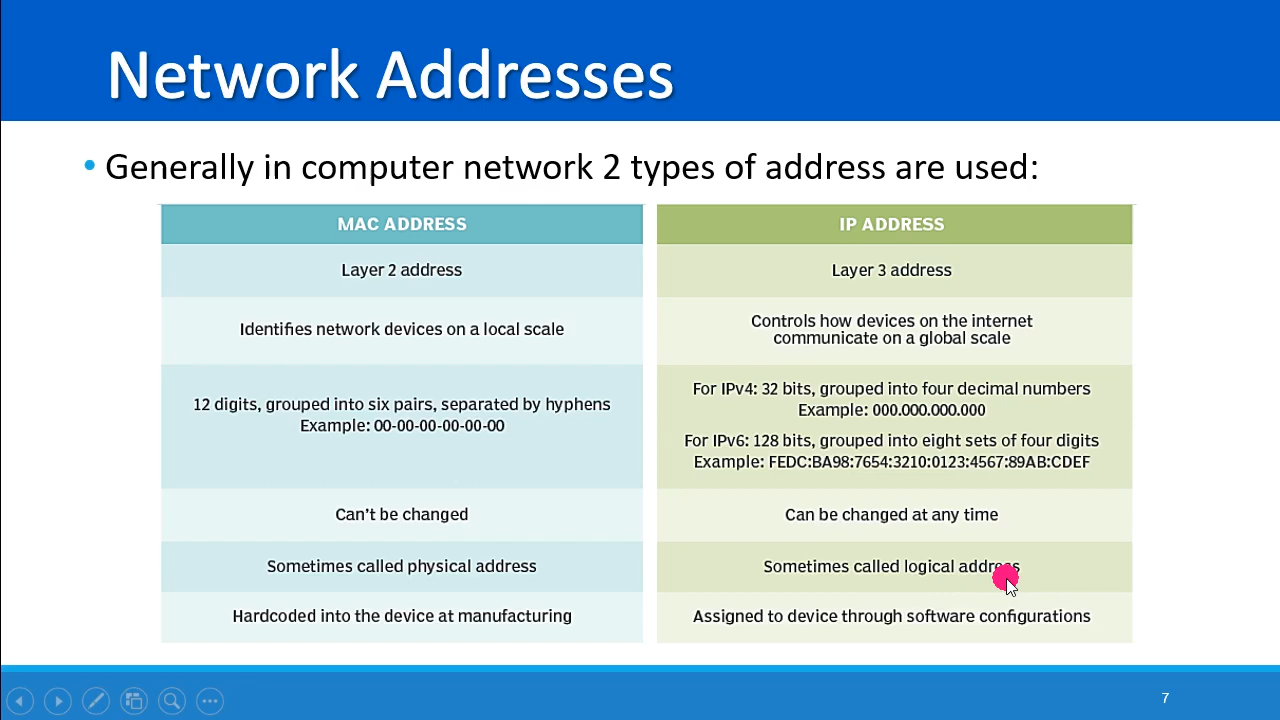 Network Addresses
• Generally in computer network 2 types of address are used:
MAC ADDRESS
Layer 2 address
Identifies network devices on a local scale
12 digits, grouped into six pairs, separated by hyphens
Example: 00-00-00-00-00-00
Can't be changed
Sometimes called physical address
Hardcoded into the device at manufacturing
IP ADDRESS
Layer 3 address
Controls how devices on the internet
communicate on a global scale
For IPv4: 32 bits, grouped into four decimal numbers
Example: 000.000.000.000
For IPv6: 128 bits, grouped into eight sets of four digits
Example: FEDC:BA98:7654:3210:0123:4567:89AB:CDEF
Can be changed at any time
Sometimes called logical address
Assigned to device through software configurations
7